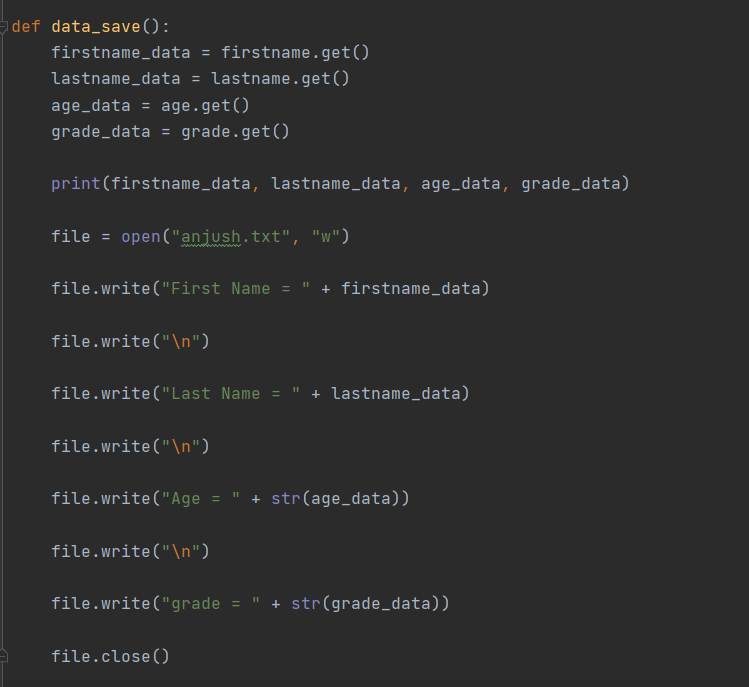 def data_save():
    firstname_data = firstname.get()
    lastname_data = lastname.get()
    age_data = age.get()
    grade_data = grade.get()
    print(firstname_data, lastname_data, age_data, grade_data)
    file = open("anjush.txt", "w")
    file.write("First Name = " + firstname_data)
    file.write("\n")
    file.write("Last Name = " + lastname_data)
    file.write("\n")
    file.write("Age = " + str(age_data))
    file.write("\n")
    file.write("grade = " + str(grade_data))
    file.close()